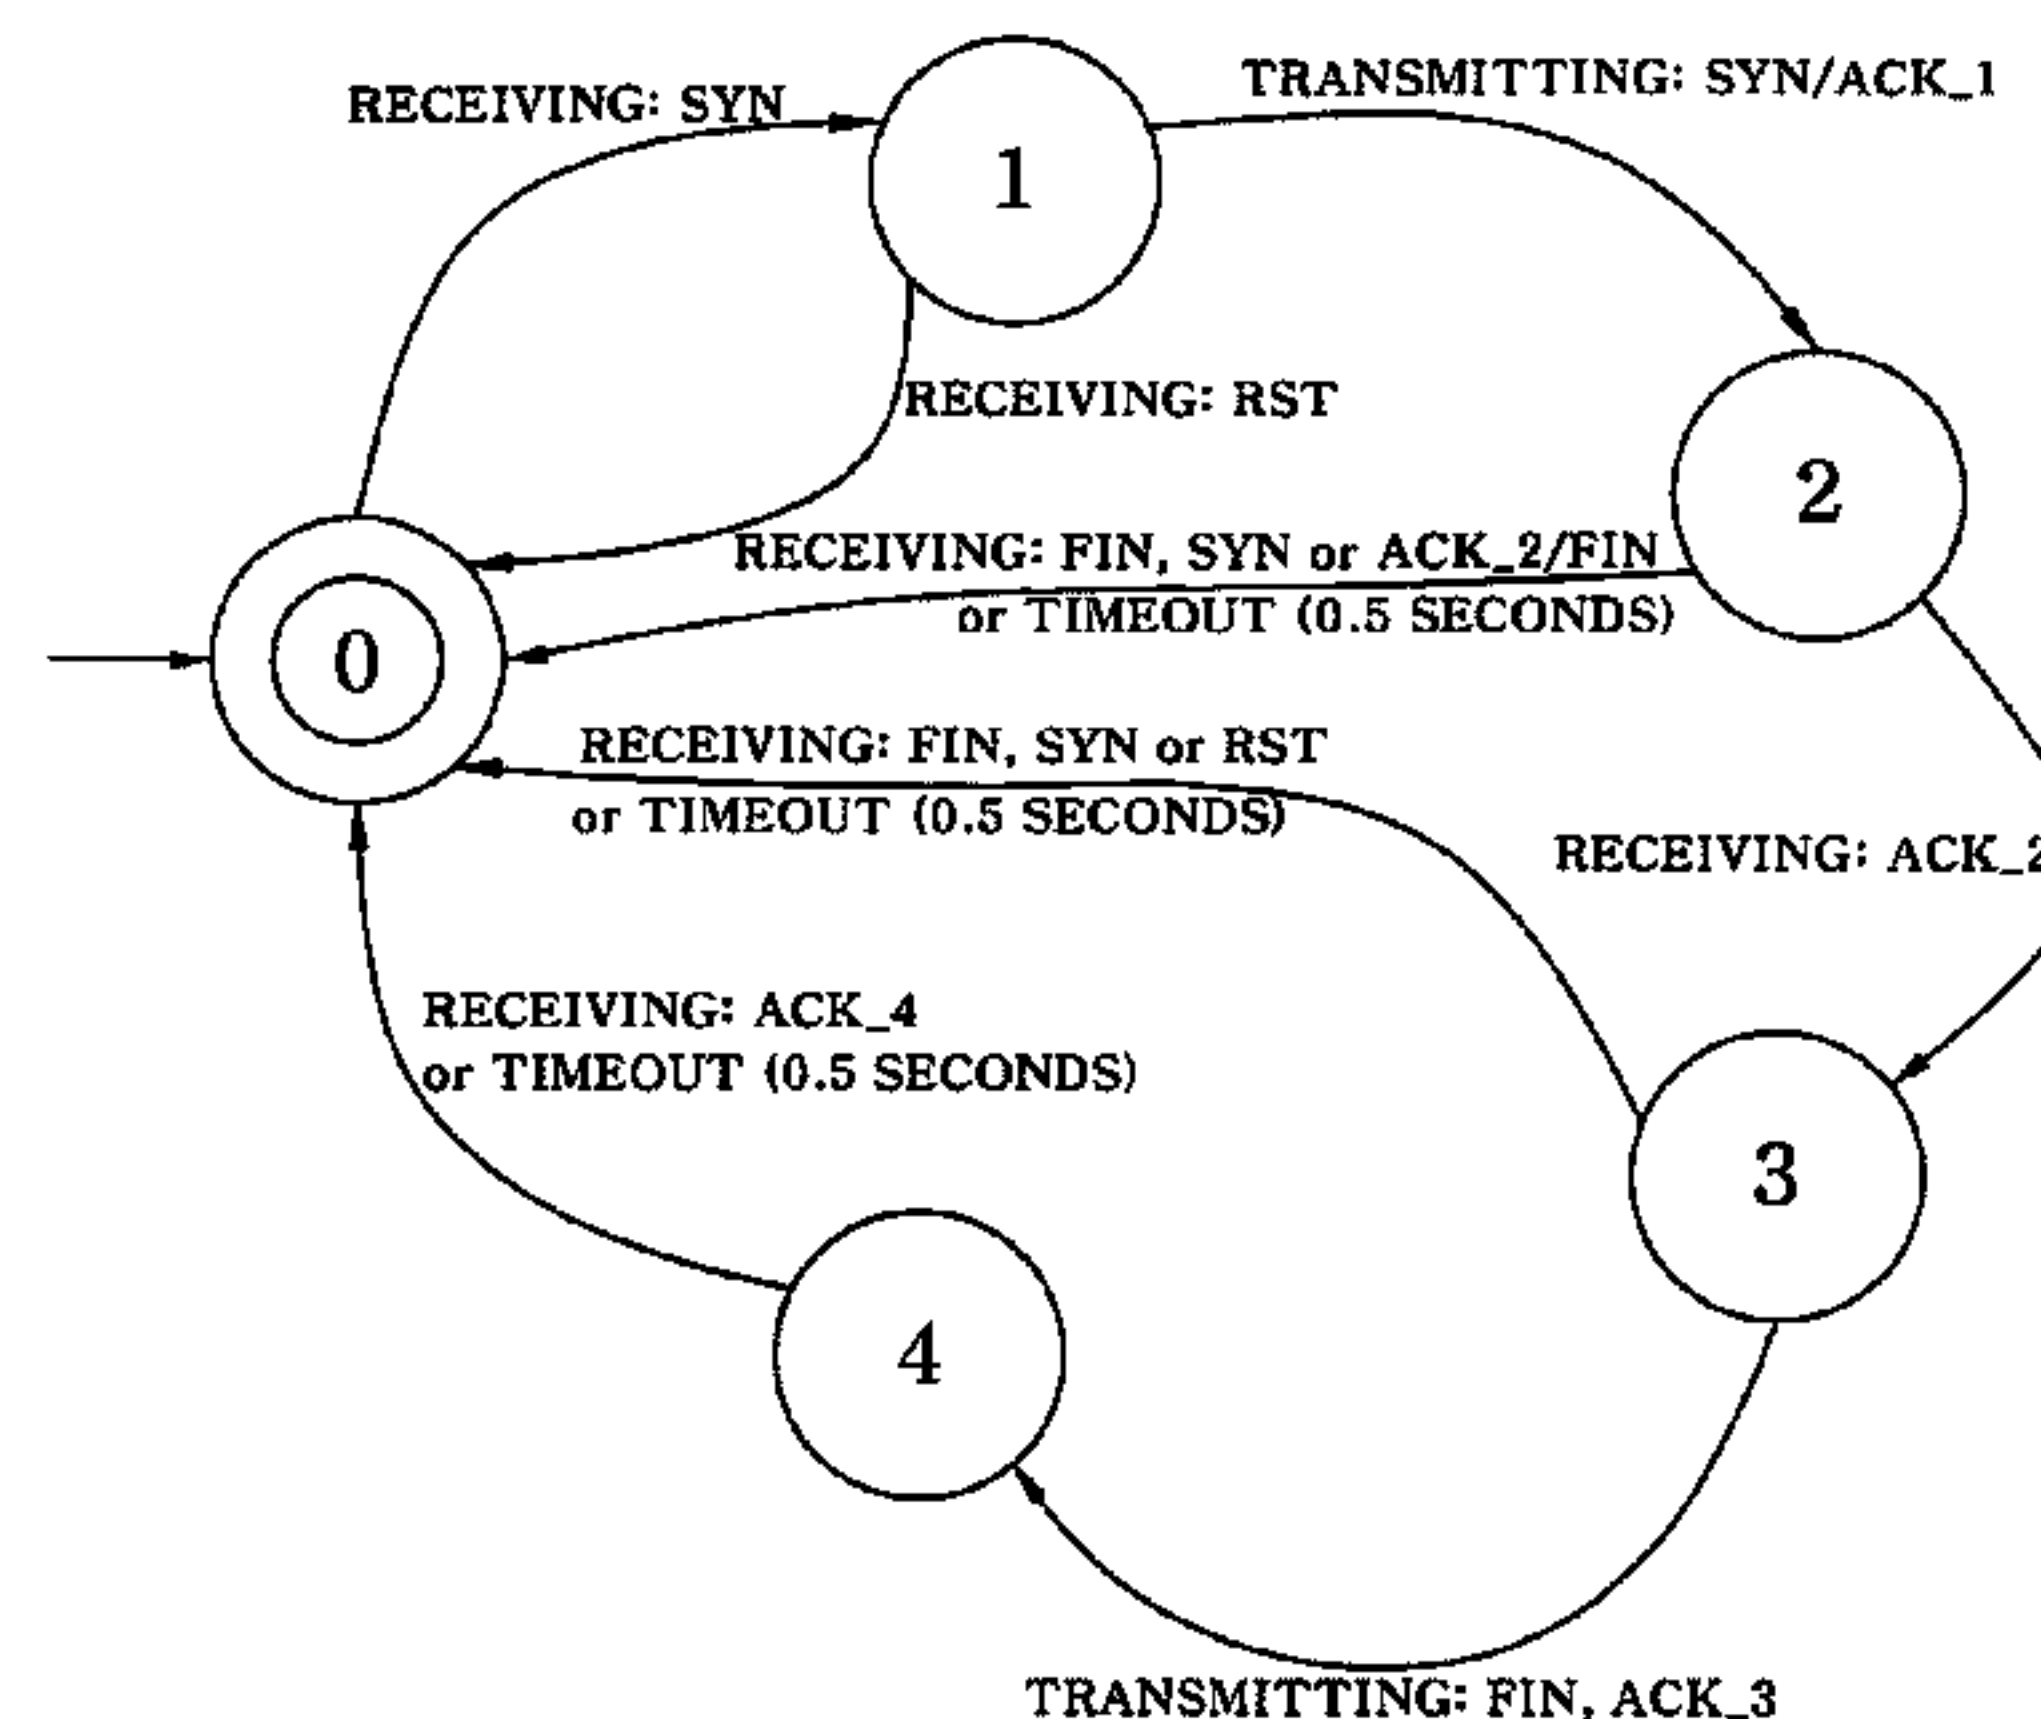 RECEIVING: SYN
TRANSMITTING: SYN/ACK_1
1
RECEIVING: RST
2
RECEIVING: FIN, SYN or ACK_2/FIN
or TIMEOUT (0.5 SECONDS)
0
RECEIVING: FIN, SYN or RST
or TIMEOUT (0.5 SECONDS)
RECEIVING: ACK_2
RECEIVING: ACK_4
or TIMEOUT (0.5 SECONDS)
3
4
TRANSMITTING: FIN, ACK_3